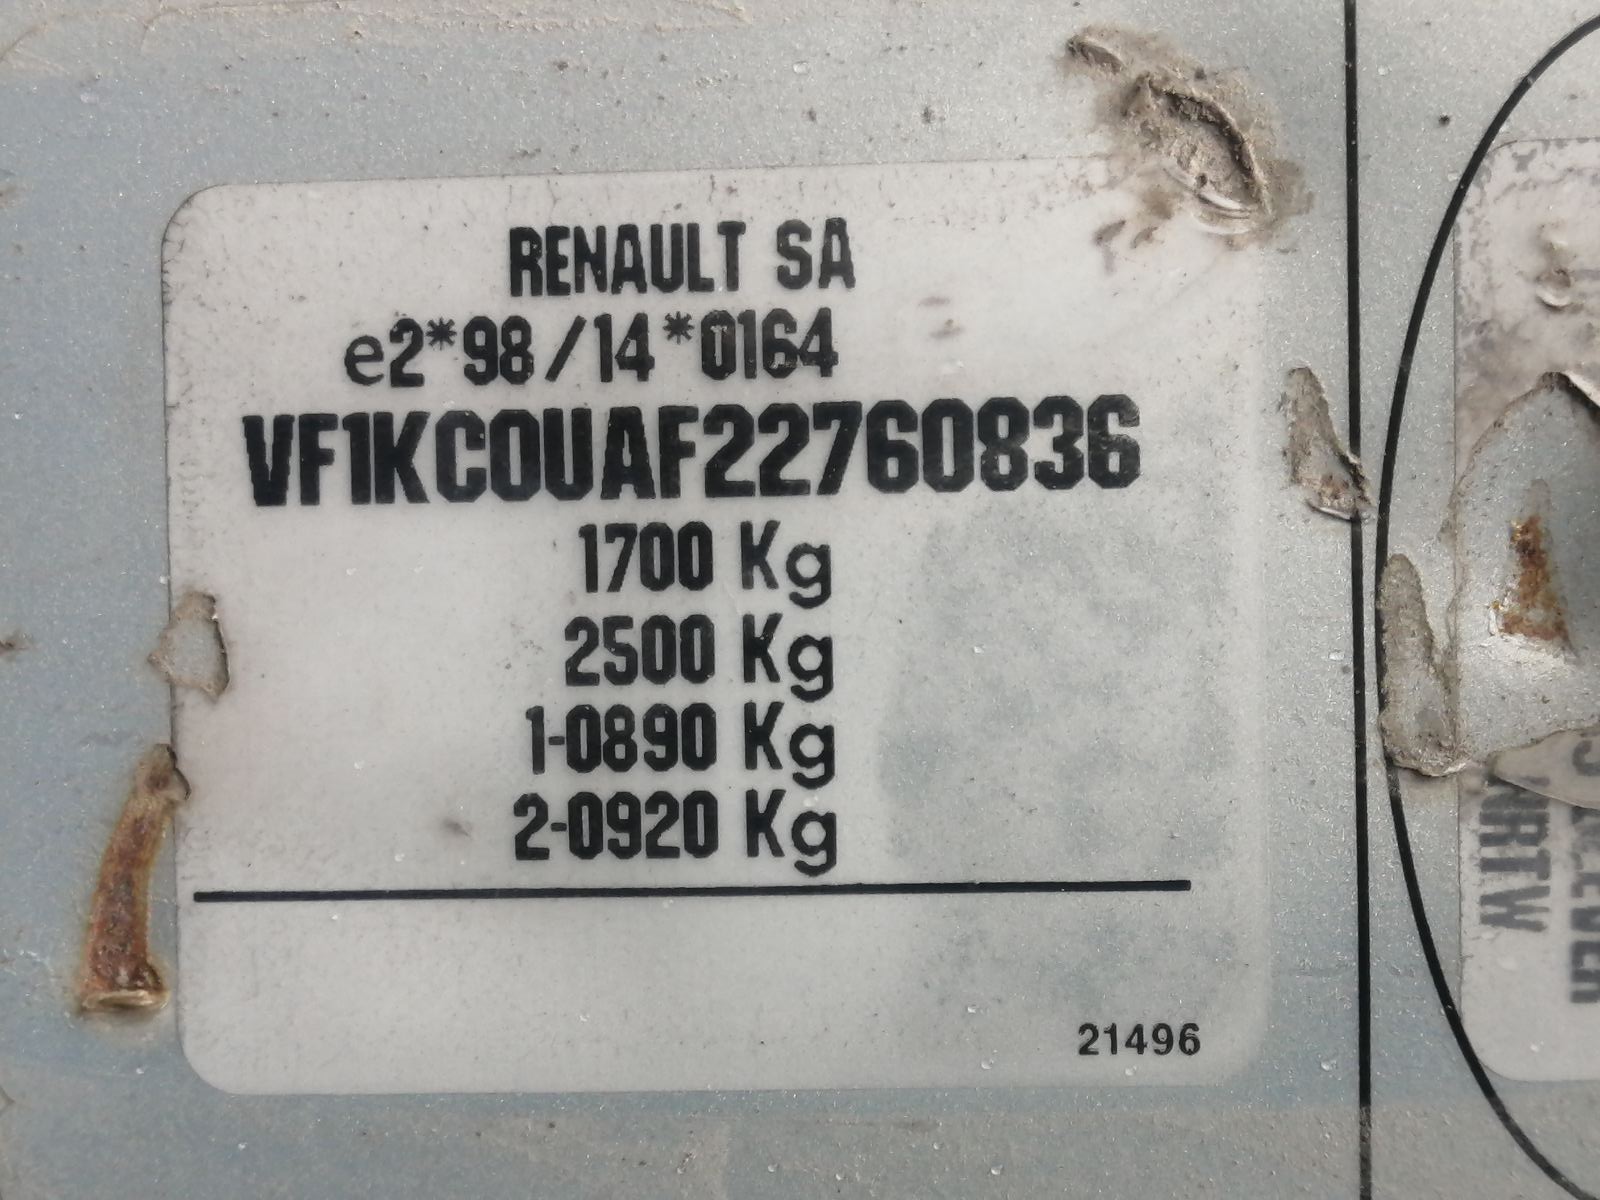 RENAULT SA
e2*98/14*0164
VF1KC0UAF22760836
1700 Kg
2500 Kg
1-0890 Kg
2-0920 Kg
21496